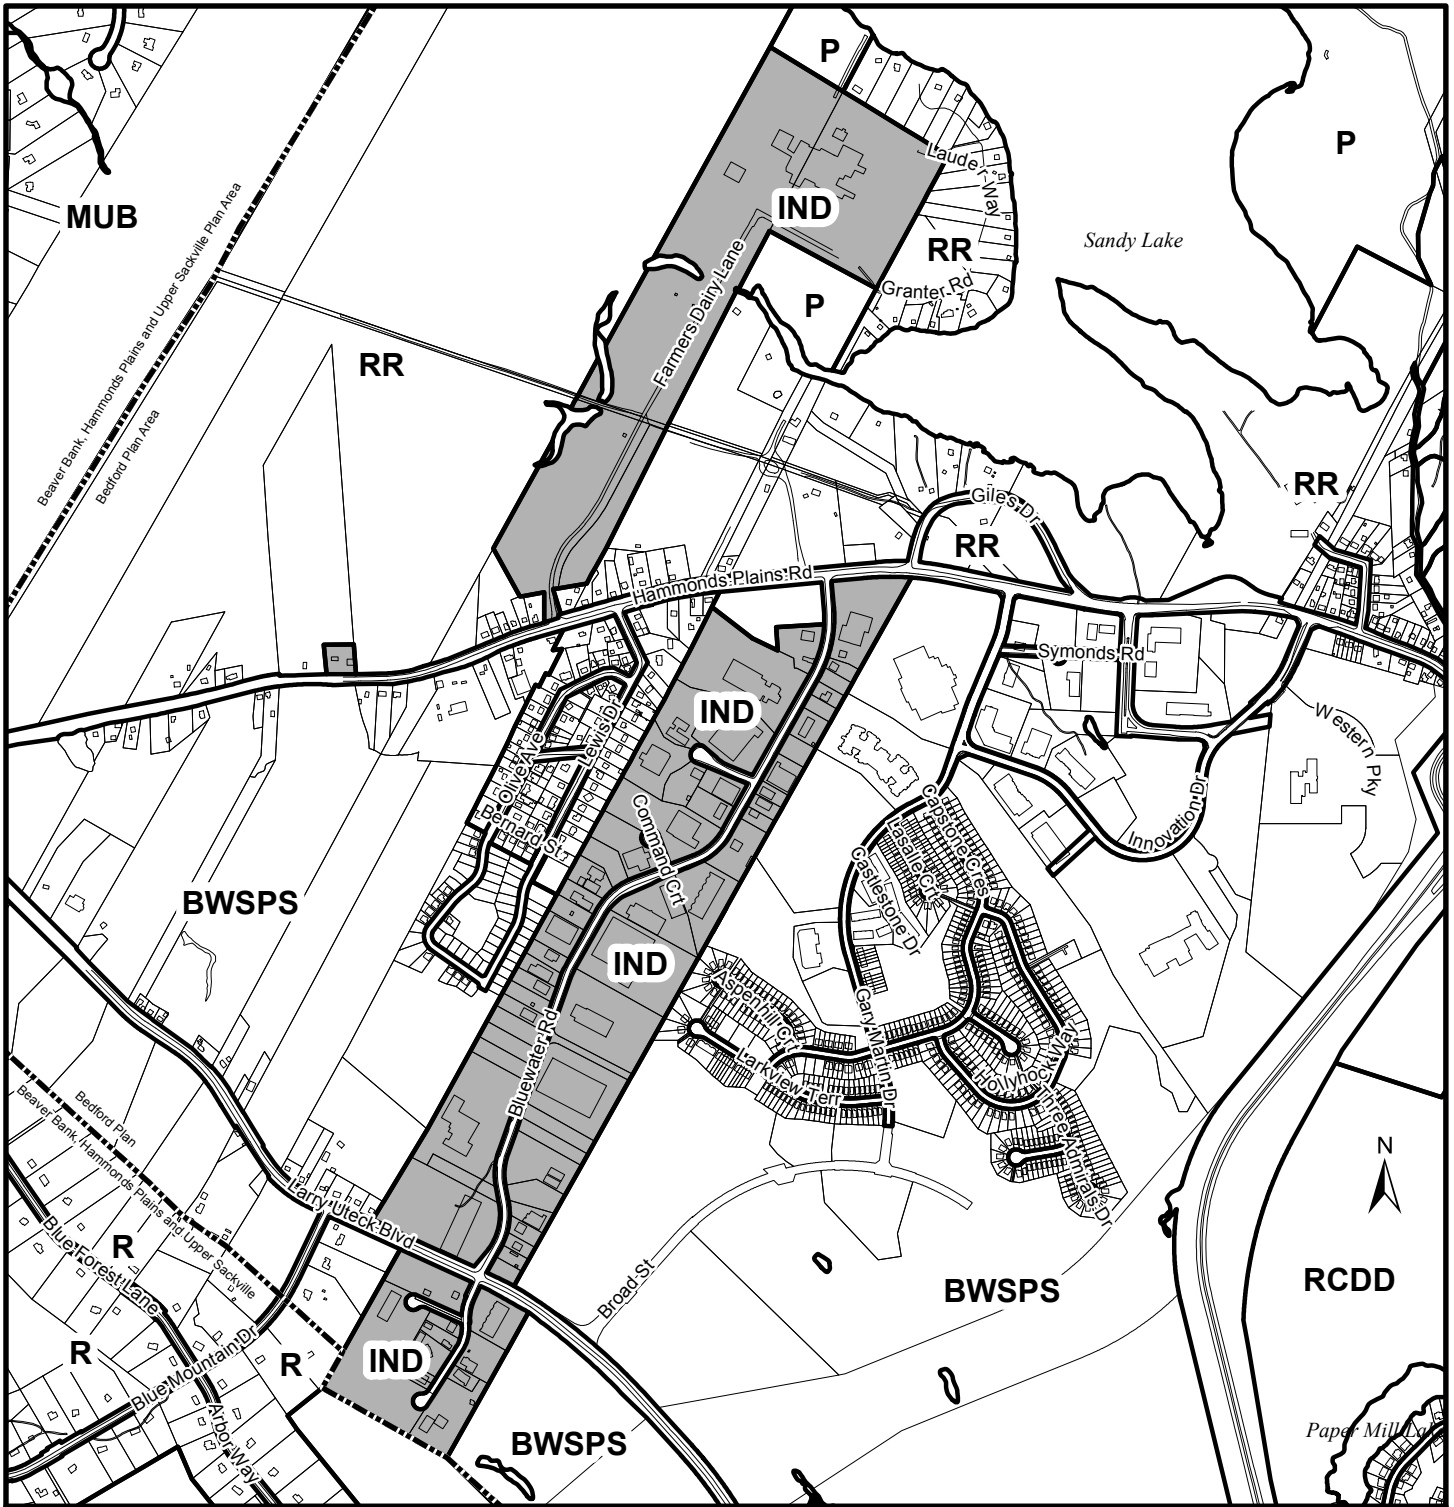 P
P
Lauder Way
MUB
IND
Sandy Lake
RR
Granter Rd
P
Farmers Dairy Lane
Beaver Bank, Hammonds Plains and Upper Sackville Plan Area
Bedford Plan Area
RR
RR
Giles Dr
RR
Hammonds Plains Rd
Symonds Rd
IND
Lewis Dr
Olive Ave
Western Pky
Bernard St
Command Crt
Castlestone Cres
Lasalle Crt
Innovation Dr
Castlestone Dr
BWSPS
IND
Aspenhill Crt
Gary Martin Dr
Bluewater Rd
Larkview Terr
Hollyhock Way
Three Admirals Dr
Bedford Plan
Beaver Bank, Hammonds Plains and Upper Sackville
N
Larry Uteck Blvd
R
Blue Forest Lane
Broad St
BWSPS
RCDD
R
Blue Mountain Dr
R
IND
Arbor Way
BWSPS
Paper Mill Lake